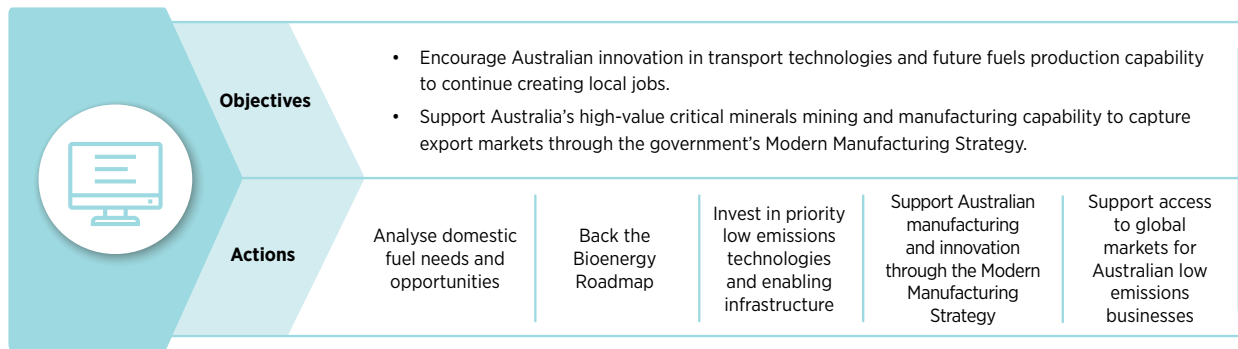 Objectives
• Encourage Australian innovation in transport technologies and future fuels production capability
to continue creating local jobs.
• Support Australia’s high-value critical minerals mining and manufacturing capability to capture
export markets through the government’s Modern Manufacturing Strategy.
Actions
Analyse domestic
fuel needs and
opportunities
Back the
Bioenergy
Roadmap
Invest in priority
low emissions
technologies
and enabling
infrastructure
Support Australian
manufacturing
and innovation
through the Modern
Manufacturing
Strategy
Support access
to global
markets for
Australian low
emissions
businesses